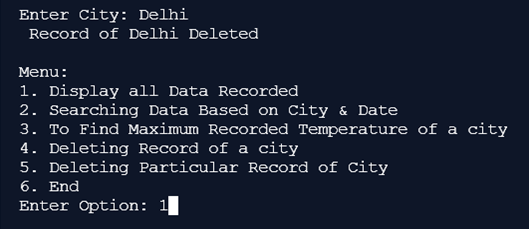 Enter City: Delhi
Record of Delhi Deleted
Menu:
1. Display all Data Recorded
2. Searching Data Based on City & Date
3. To Find Maximum Recorded Temperature of a city
4. Deleting Record of a city
5. Deleting Particular Record of City
6. End
Enter Option: 1